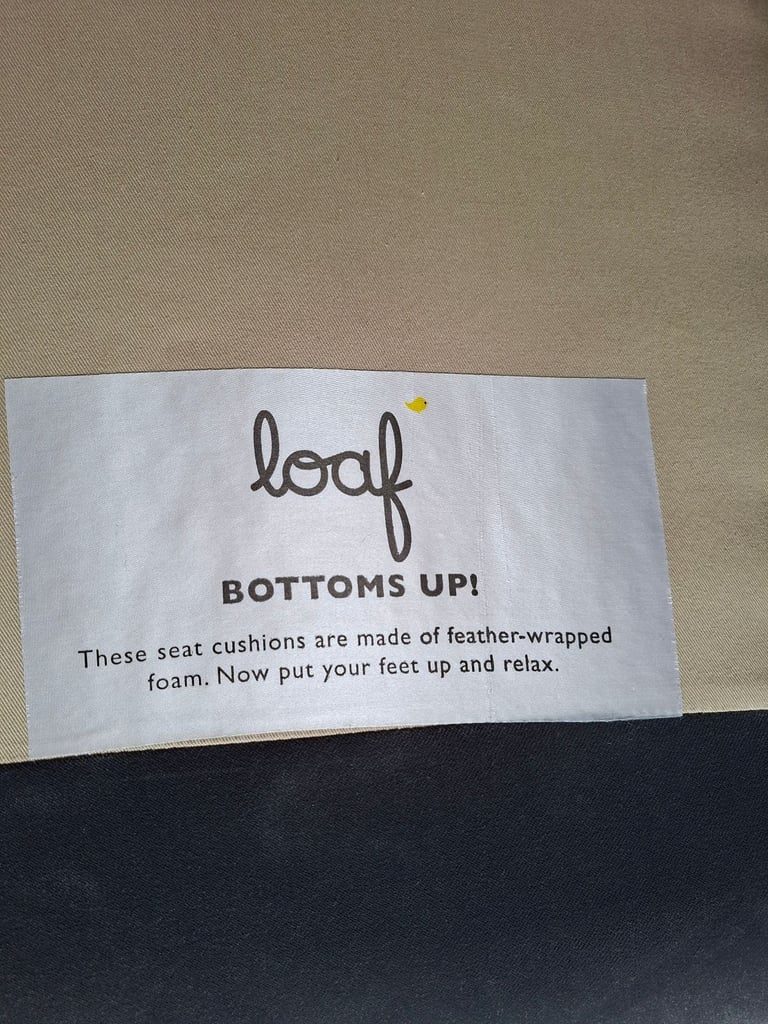 loaf
BOTTOMS UP!
These seat cushions are made of feather-wrapped
foam. Now put your feet up and relax.